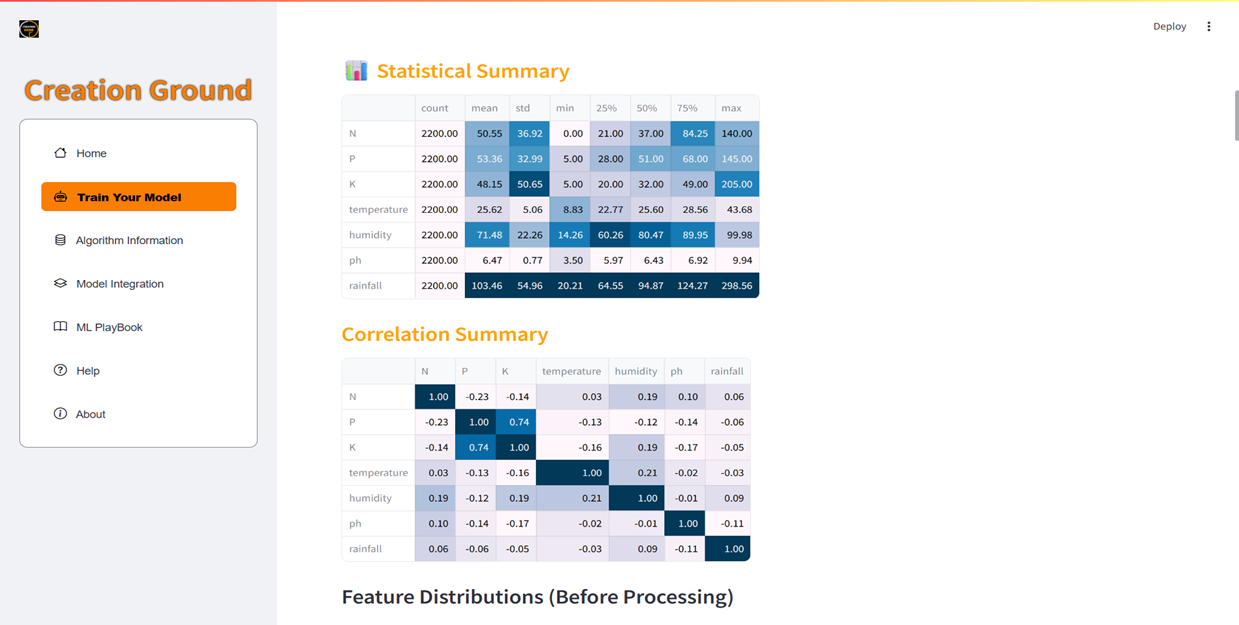 Deploy
Creation Ground
Home
Train Your Model
Algorithm Information
Model Integration
ML PlayBook
Help
About
Statistical Summary
count mean std min 25% 50% 75% max
N 2200.00 50.55 36.92 0.00 21.00 37.00 84.25 140.00
P 2200.00 53.36 32.99 5.00 28.00 51.00 68.00 145.00
K 2200.00 48.15 50.65 5.00 20.00 32.00 49.00 205.00
temperature 2200.00 25.62 5.06 8.83 22.77 25.60 28.56 43.68
humidity 2200.00 71.48 22.26 14.26 60.26 80.47 89.95 99.98
ph 2200.00 6.47 0.77 3.50 5.97 6.43 6.92 9.94
rainfall 2200.00 103.46 54.96 20.21 64.55 94.87 124.27 298.56
Correlation Summary
N P K temperature humidity ph rainfall
N 1.00 -0.23 -0.14 0.03 0.19 0.10 0.06
P -0.23 1.00 0.74 -0.13 -0.12 -0.14 -0.06
K -0.14 0.74 1.00 -0.16 0.19 -0.17 -0.05
temperature 0.03 -0.13 -0.16 1.00 0.21 -0.02 -0.03
humidity 0.19 -0.12 0.19 0.21 1.00 -0.01 0.09
ph 0.10 -0.14 -0.17 -0.02 -0.01 1.00 -0.11
rainfall 0.06 -0.06 -0.05 -0.03 0.09 -0.11 1.00
Feature Distributions (Before Processing)